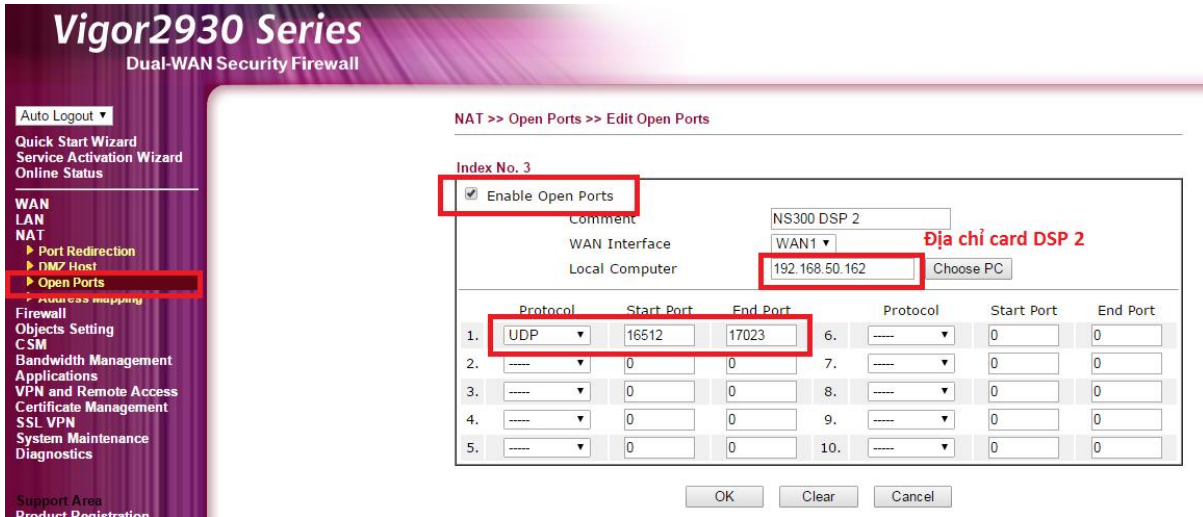 Vigor2930 Series
Dual-WAN Security Firewall
Auto Logout
Quick Start Wizard
Service Activation Wizard
Online Status
WAN
LAN
NAT
Port Redirection
DMZ Host
Open Ports
Address Mapping
Firewall
Objects Setting
CSM
Bandwidth Management
Applications
VPN and Remote Access
Certificate Management
SSL VPN
System Maintenance
Diagnostics
Support Area
Product Registration
NAT >> Open Ports >> Edit Open Ports
Index No. 3
Enable Open Ports
Comment NS300 DSP 2
WAN Interface WAN1
Địa chỉ card DSP 2
Local Computer 192.168.50.162 Choose PC
Protocol Start Port End Port Protocol Start Port End Port
1. UDP 16512 17023 6. ----- 0 0
2. ----- 0 0 7. ----- 0 0
3. ----- 0 0 8. ----- 0 0
4. ----- 0 0 9. ----- 0 0
5. ----- 0 0 10. ----- 0 0
OK Clear Cancel